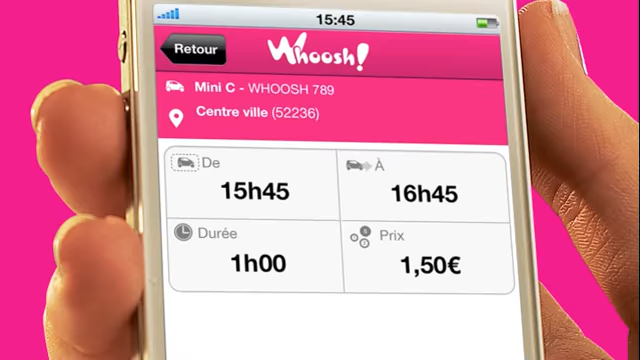 15:45
Retour
Whoosh!
Mini C - WHOOSH 789
Centre ville (52236)
De
15h45
À
16h45
Durée
1h00
Prix
1,50€